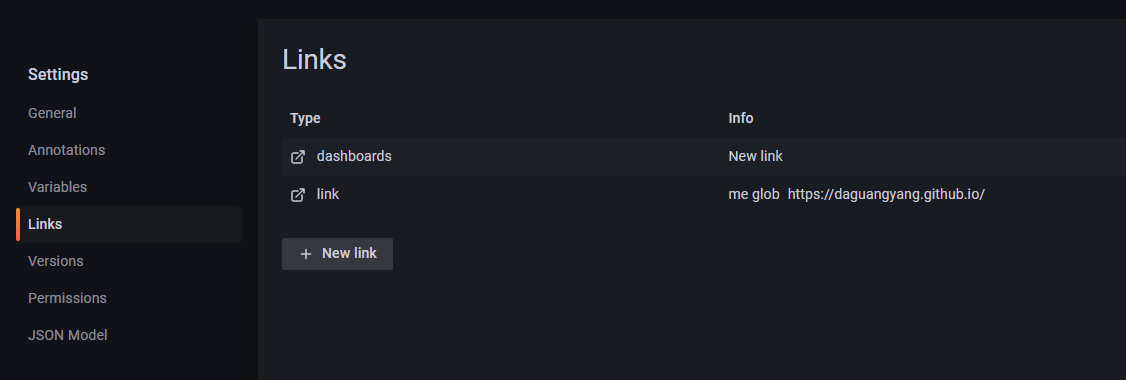 Settings
General
Annotations
Variables
Links
Versions
Permissions
JSON Model
Links
Type Info
dashboards New link
link me glob https://daguangyang.github.io/
+ New link